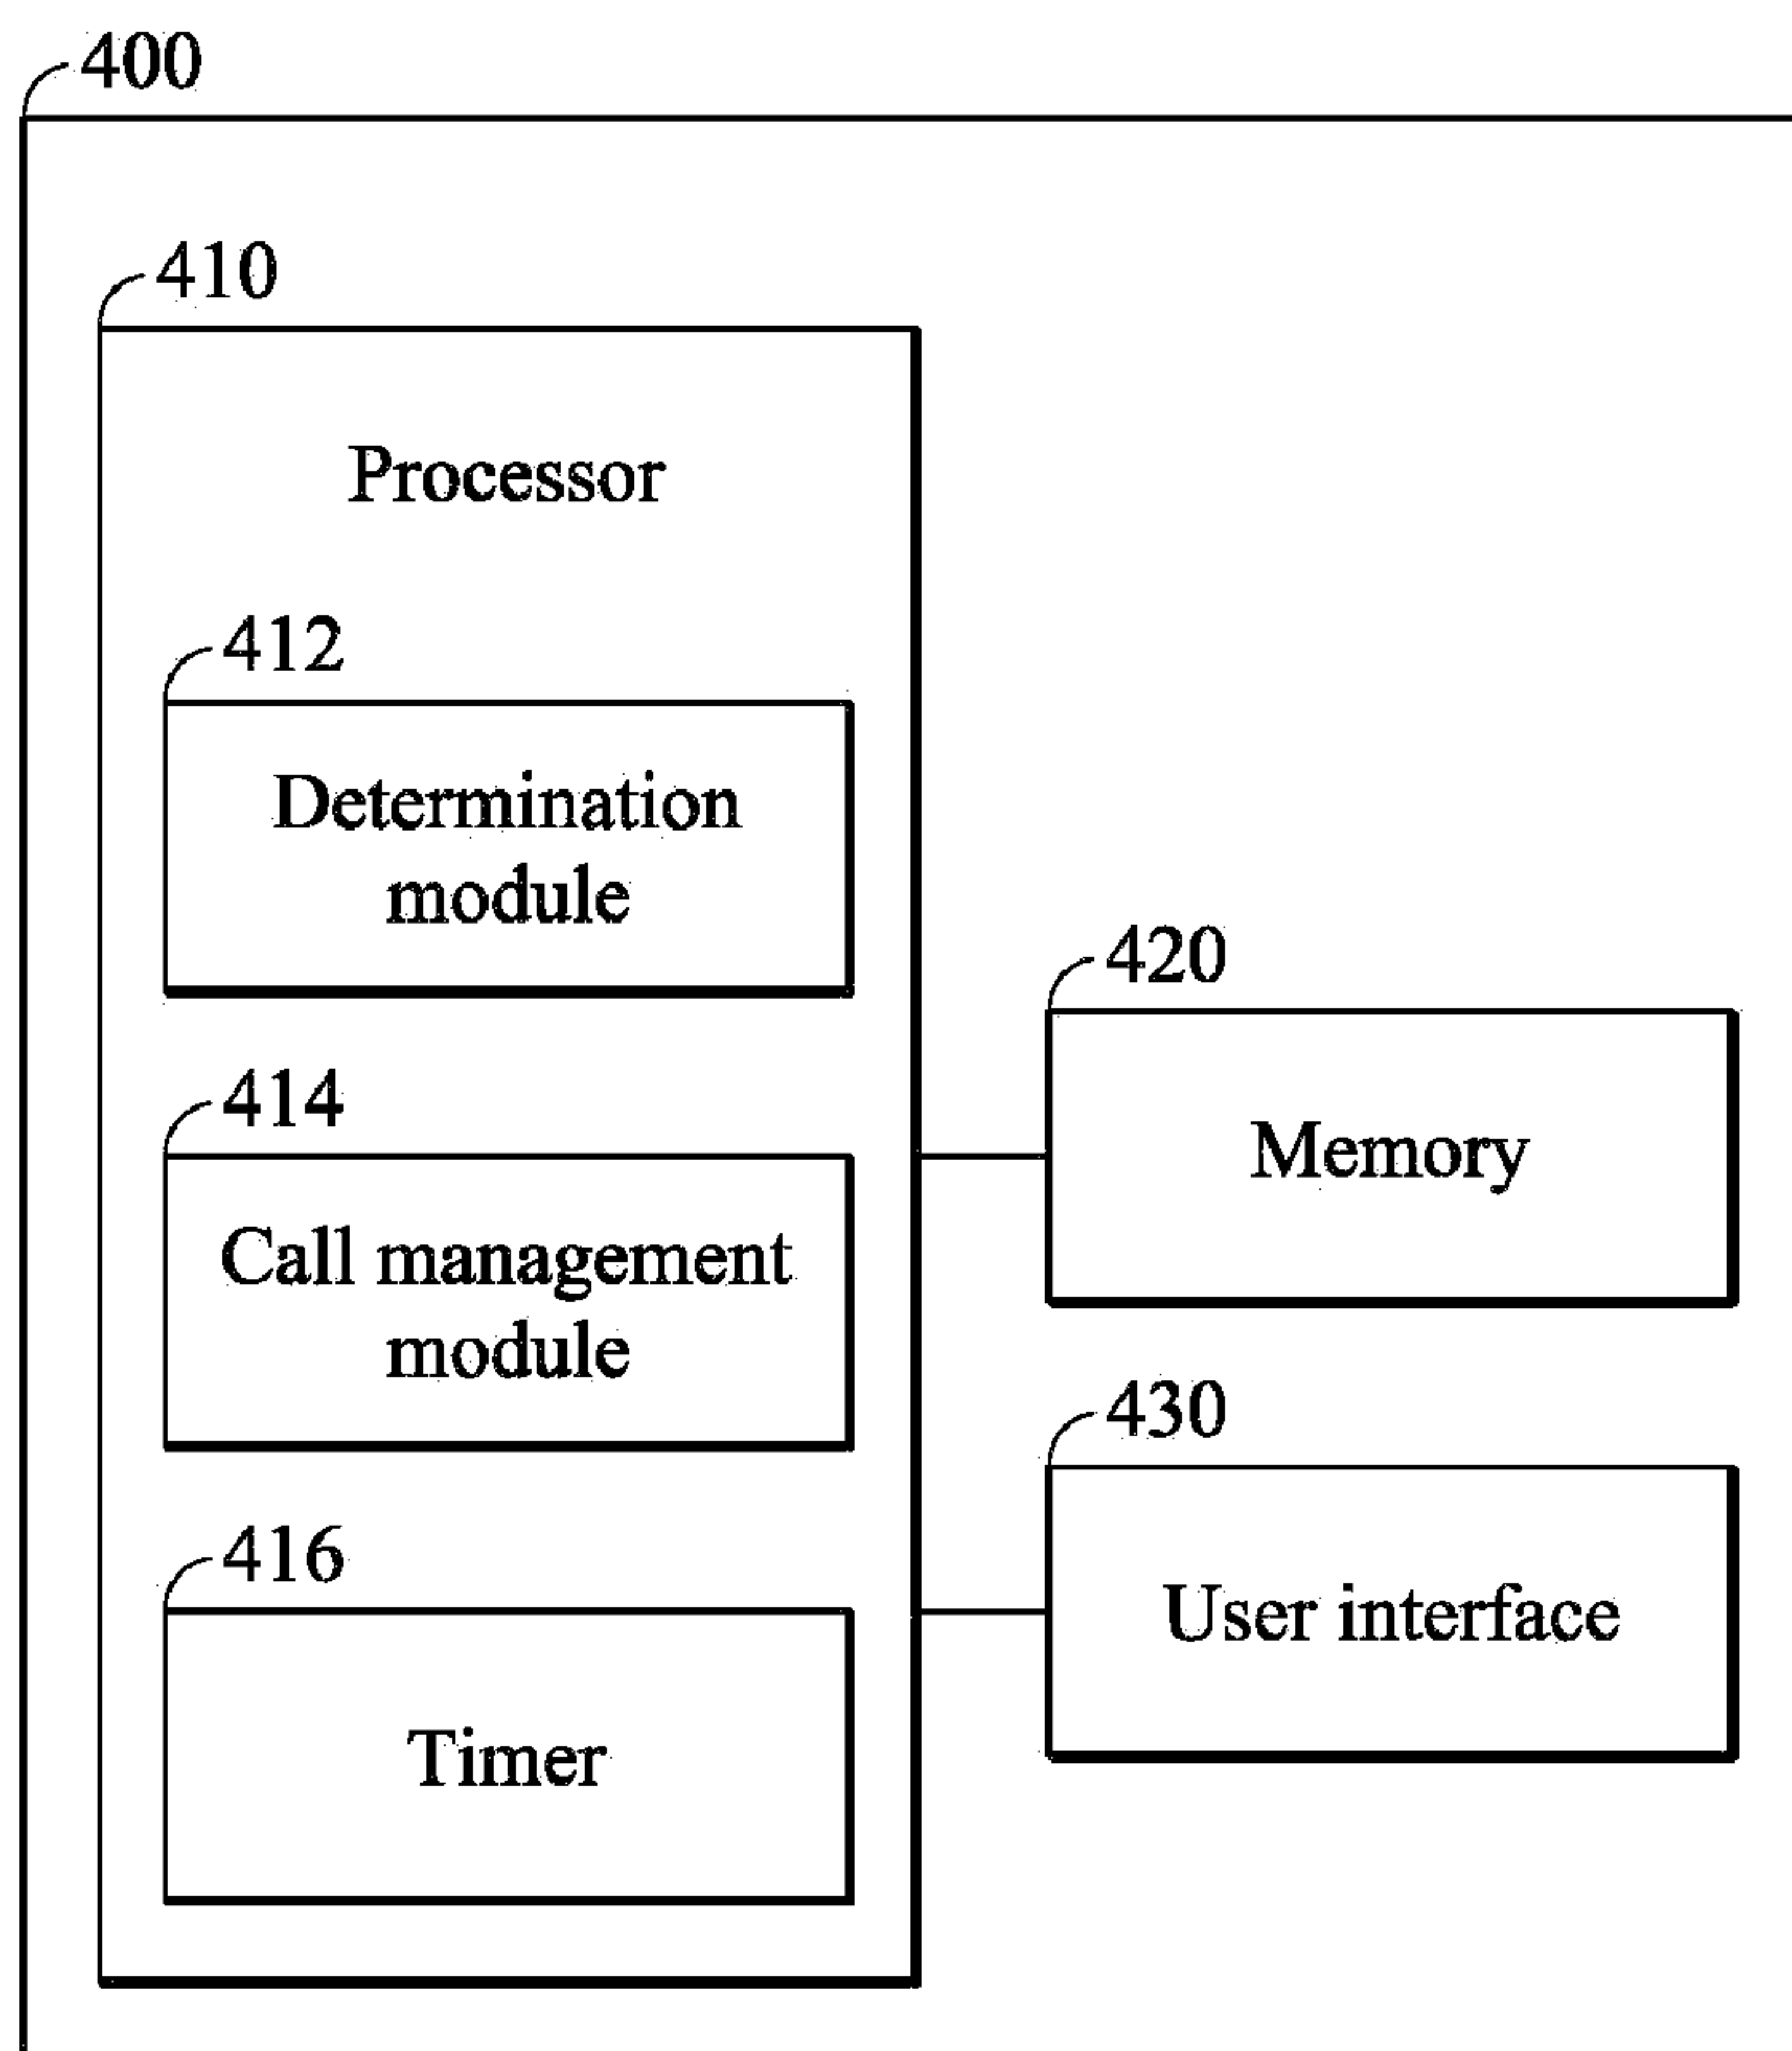 400
410
Processor
412
Determination
module
414
Call management
module
416
Timer
420
Memory
430
User interface